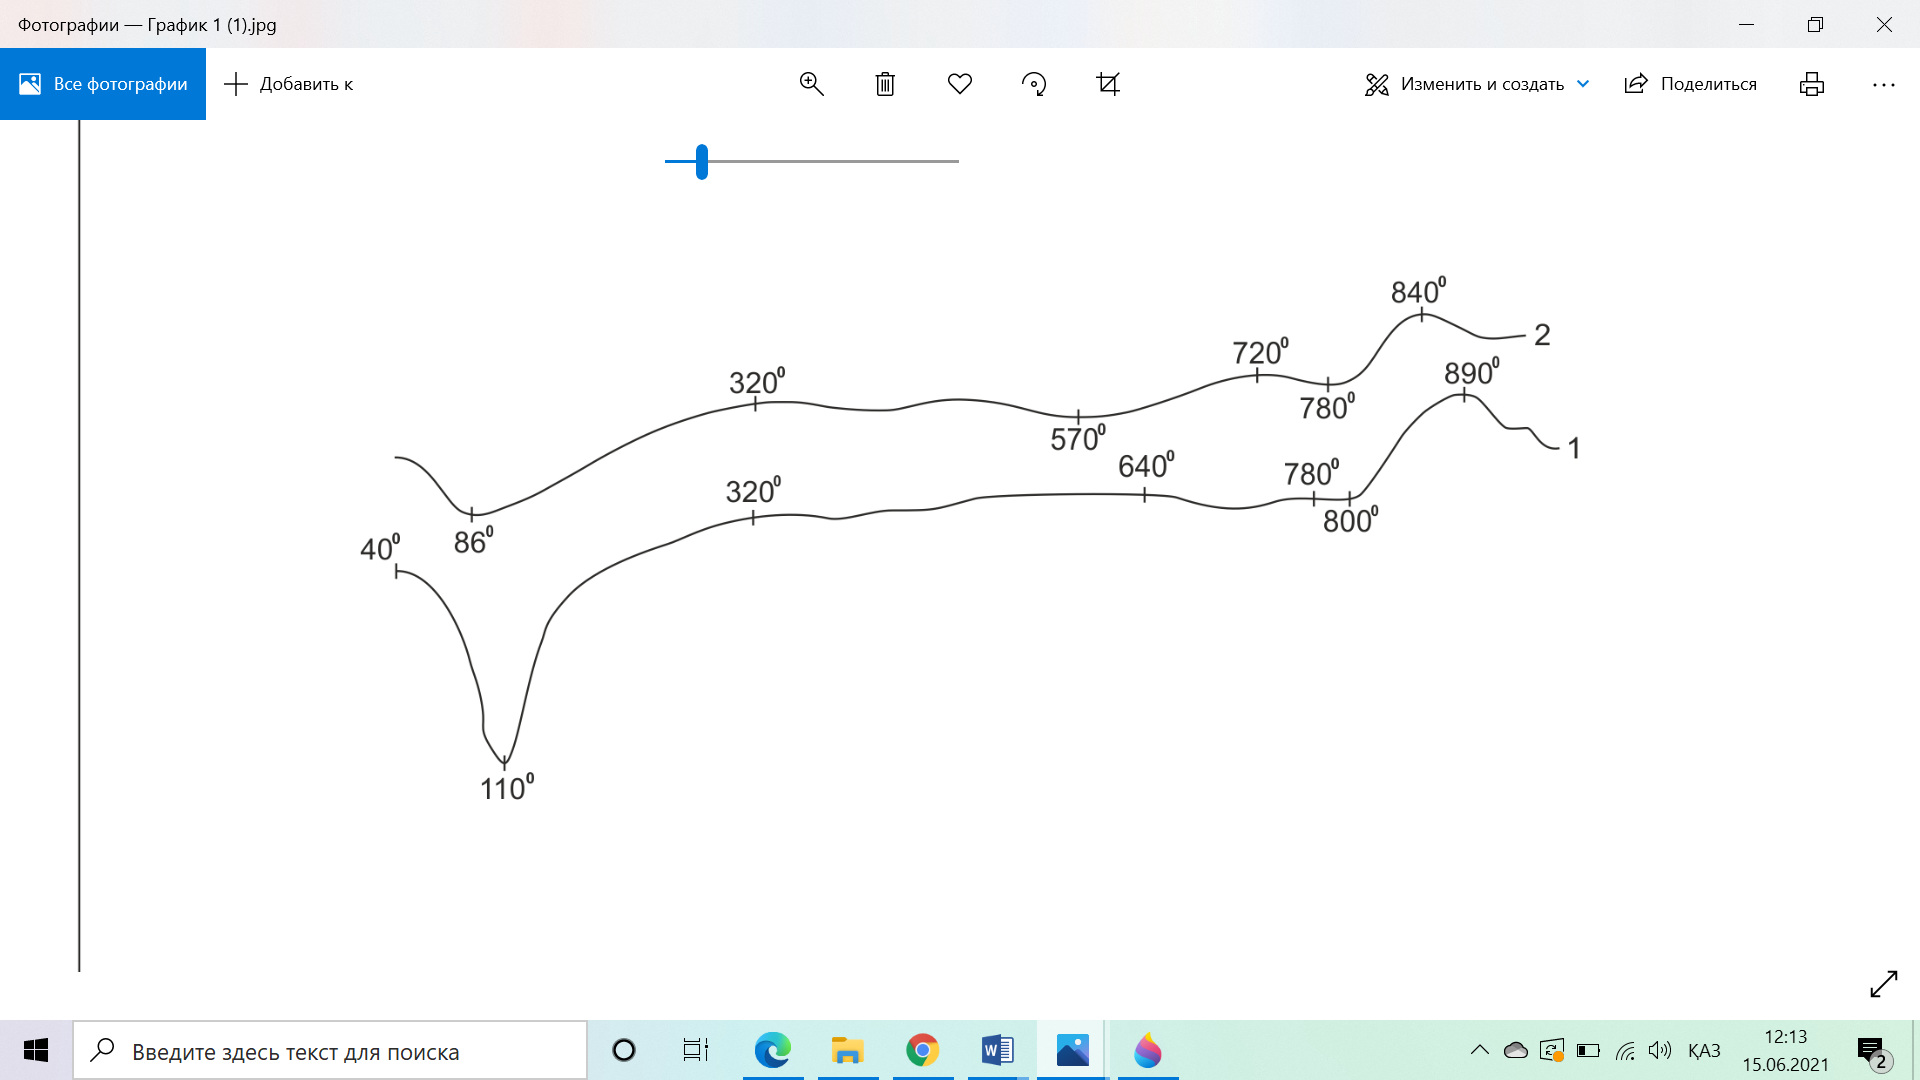 Фотографии — График 1 (1).jpg
Все фотографии
Добавить к
Изменить и создать
Поделиться
840⁰
2
720⁰
890⁰
320⁰
780⁰
570⁰
1
640⁰
780⁰
320⁰
800⁰
86⁰
40⁰
110⁰
Введите здесь текст для поиска
ҚАЗ
12:13
15.06.2021
2